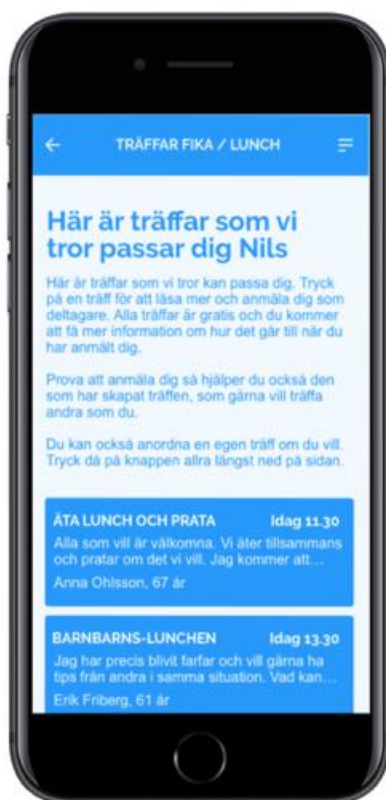 TRÄFFAR FIKA / LUNCH
Här är träffar som vi
tror passar dig Nils
Här är träffar som vi tror kan passa dig. Tryck
på en träff för att läsa mer och anmäla dig som
deltagare. Alla träffar är gratis och du kommer
att få mer information om hur det går till när du
har anmält dig.
Prova att anmäla dig så hjälper du också den
som har skapat träffen, som gärna vill träffa
andra som du.
Du kan också anordna en egen träff om du vill.
Tryck då på knappen allra längst ned på sidan.
ÄTA LUNCH OCH PRATA Idag 11.30
Alla som vill är välkomna. Vi äter tillsammans
och pratar om det vi vill. Jag kommer att...
Anna Ohlsson, 67 år
BARNBARNS-LUNCHEN Idag 13.30
Jag har precis blivit farfar och vill gärna ha
tips från andra i samma situation. Vad kan...
Erik Friberg, 61 år